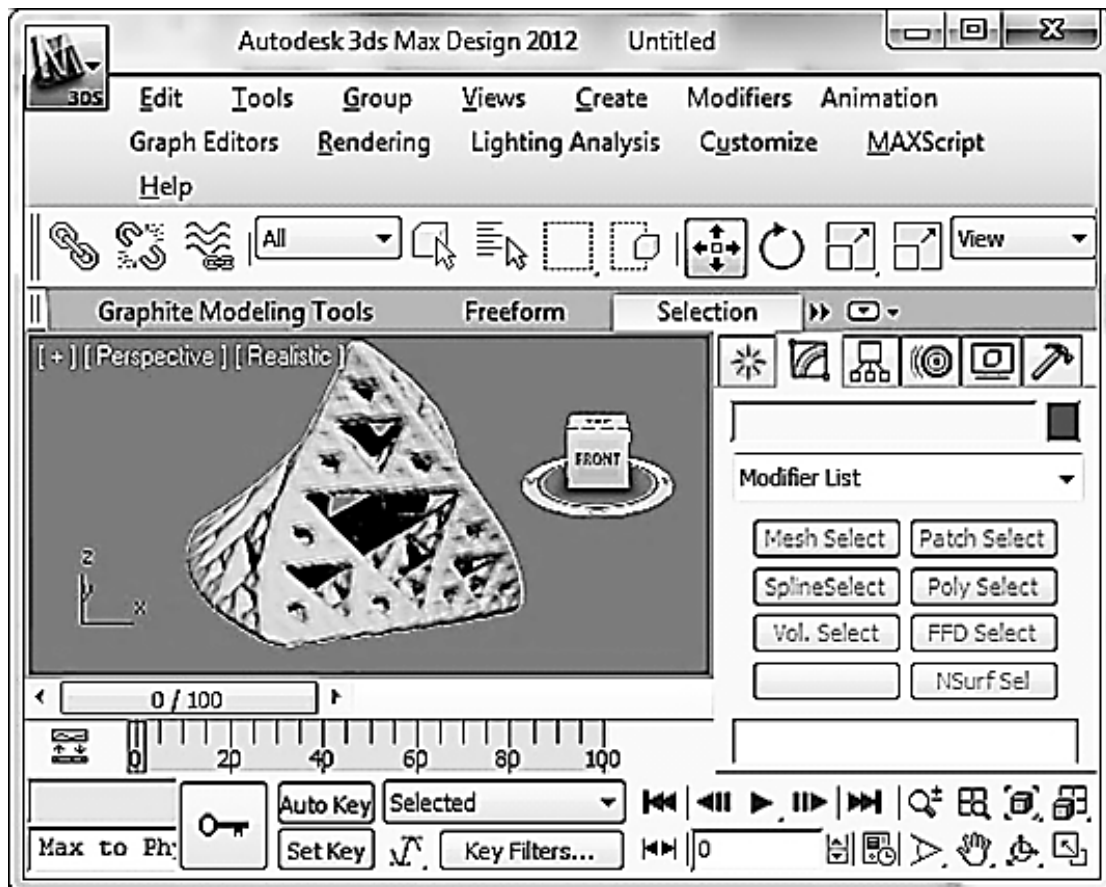 Autodesk 3ds Max Design 2012 Untitled
3DS
Edit Tools Group Views Create Modifiers Animation
Graph Editors Rendering Lighting Analysis Customize MAXScript
Help
All View
Graphite Modeling Tools Freeform Selection
[ + ] [ Perspective ] [ Realistic ]
TOP
FRONT
z
y
x
Modifier List
Mesh Select Patch Select
SplineSelect Poly Select
Vol. Select FFD Select
NSurf Sel
0 / 100
0 20 40 60 80 100
Auto Key Selected
Max to Phy Set Key Key Filters... 0